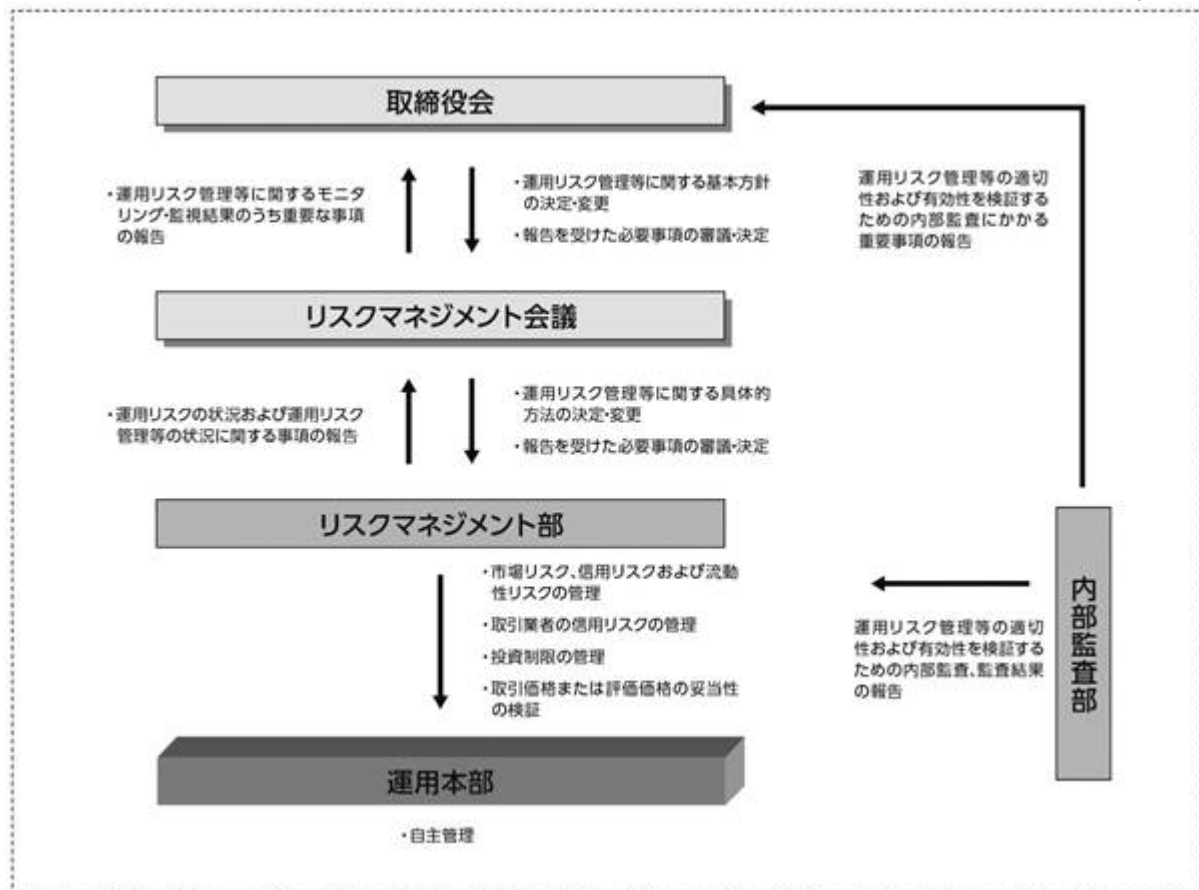 取締役会
・運用リスク管理等に関するモニタ
リング・監視結果のうち重要な事項
の報告
・運用リスク管理等に関する基本方針
の決定・変更
・報告を受けた必要事項の審議・決定
運用リスク管理等の適切
性および有効性を検証する
ための内部監査にかかる
重要事項の報告
リスクマネジメント会議
・運用リスクの状況および運用リスク
管理等の状況に関する事項の報告
・運用リスク管理等に関する具体的
方法の決定・変更
・報告を受けた必要事項の審議・決定
リスクマネジメント部
・市場リスク、信用リスクおよび流動
性リスクの管理
・取引業者の信用リスクの管理
・投資制限の管理
・取引価格または評価価格の妥当性
の検証
運用リスク管理等の適切
性および有効性を検証する
ための内部監査、監査結果
の報告
内部監査部
運用本部
・自主管理